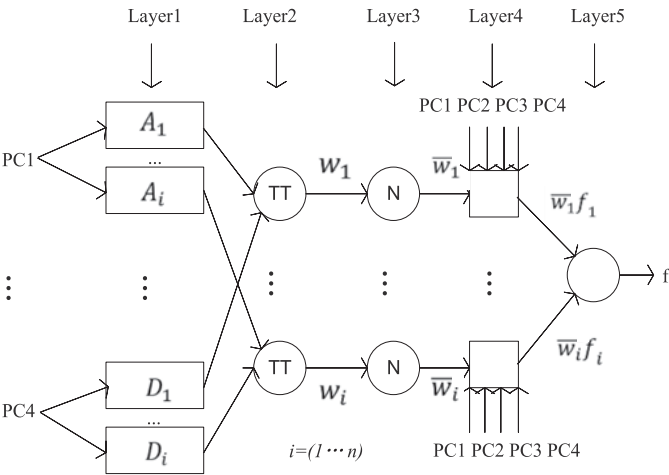 Layer1 Layer2 Layer3 Layer4 Layer5
PC1 PC2 PC3 PC4
A₁
PC1
...
Aᵢ
TT w₁ N w̅₁
w̅₁f₁
⋮ ⋮ ⋮ ⋮ ⋮
f
D₁
TT wᵢ N w̅ᵢ
w̅ᵢfᵢ
PC4
...
Dᵢ
i=(1⋯n)
PC1 PC2 PC3 PC4